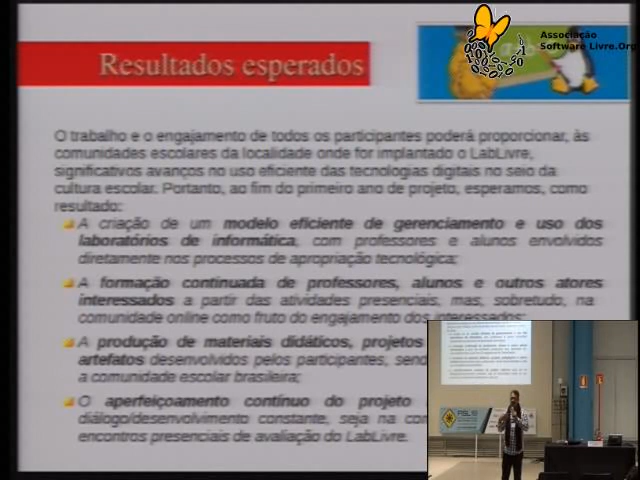 Resultados esperados
Associação
Software Livre.Org
O trabalho e o engajamento de todos os participantes poderá proporcionar, às
comunidades escolares da localidade onde for implantado o LabLivre,
significativos avanços no uso eficiente das tecnologias digitais no seio da
cultura escolar. Portanto, ao fim do primeiro ano de projeto, esperamos, como
resultado:
A criação de um modelo eficiente de gerenciamento e uso dos
laboratórios de informática, com professores e alunos envolvidos
diretamente nos processos de apropriação tecnológica;
A formação continuada de professores, alunos e outros atores
interessados a partir das atividades presenciais, mas, sobretudo, na
comunidade online como fruto do engajamento dos interessados;
A produção de materiais didáticos, projetos
artefatos desenvolvidos pelos participantes, send
a comunidade escolar brasileira;
O aperfeiçoamento contínuo do projeto
diálogo/desenvolvimento constante, seja na com
encontros presenciais de avaliação do LabLivre.
FISL16